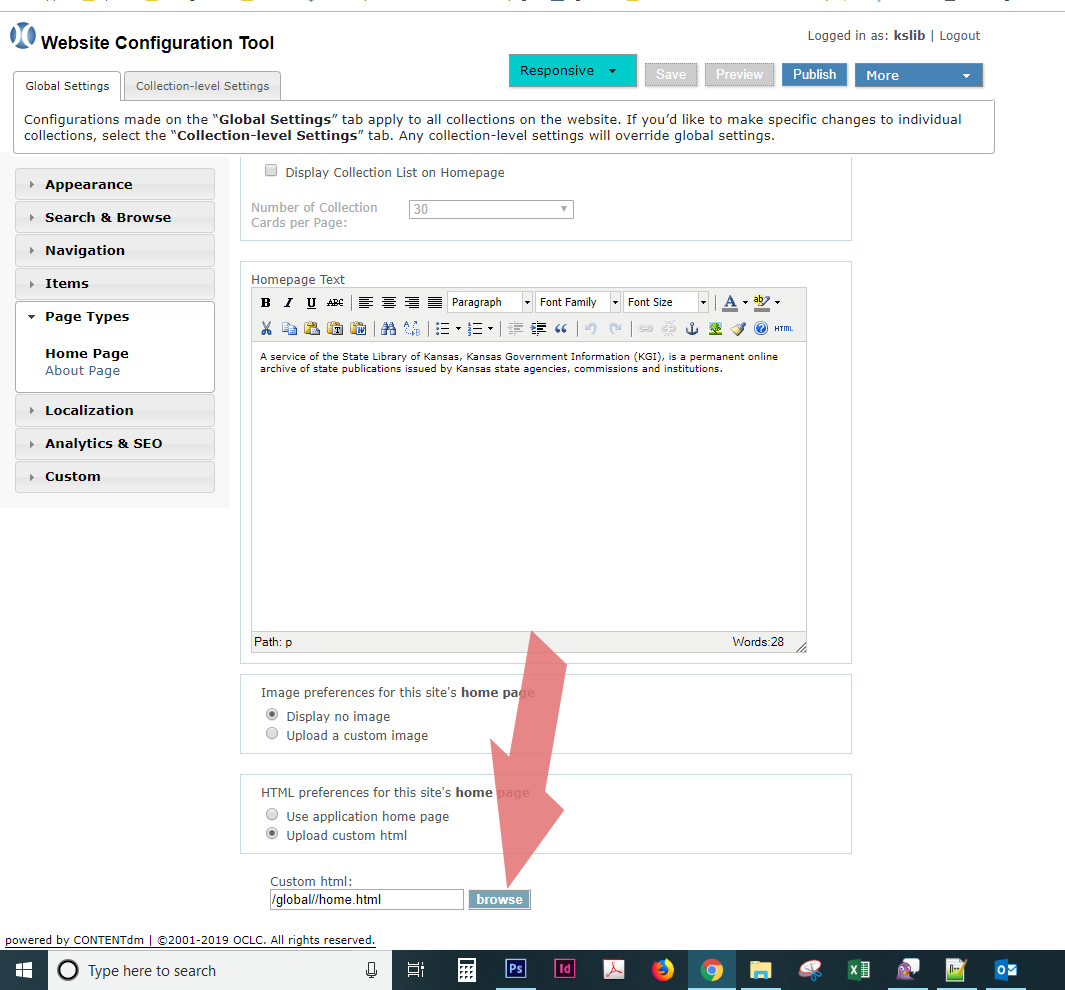 Website Configuration Tool
Logged in as: kslib | Logout
Responsive
Save
Preview
Publish
More
Global Settings
Collection-level Settings
Configurations made on the “Global Settings” tab apply to all collections on the website. If you’d like to make specific changes to individual
collections, select the “Collection-level Settings” tab. Any collection-level settings will override global settings.
Appearance
Search & Browse
Navigation
Items
Page Types
Home Page
About Page
Localization
Analytics & SEO
Custom
Display Collection List on Homepage
Number of Collection
Cards per Page:
30
Homepage Text
B I U ABC Paragraph Font Family Font Size A ab
HTML
A service of the State Library of Kansas, Kansas Government Information (KGI), is a permanent online
archive of state publications issued by Kansas state agencies, commissions and institutions.
Path: p
Words:28
Image preferences for this site's home page
Display no image
Upload a custom image
HTML preferences for this site's home page
Use application home page
Upload custom html
Custom html:
/global//home.html
browse
powered by CONTENTdm | ©2001-2019 OCLC. All rights reserved.
Type here to search
Ps
Id